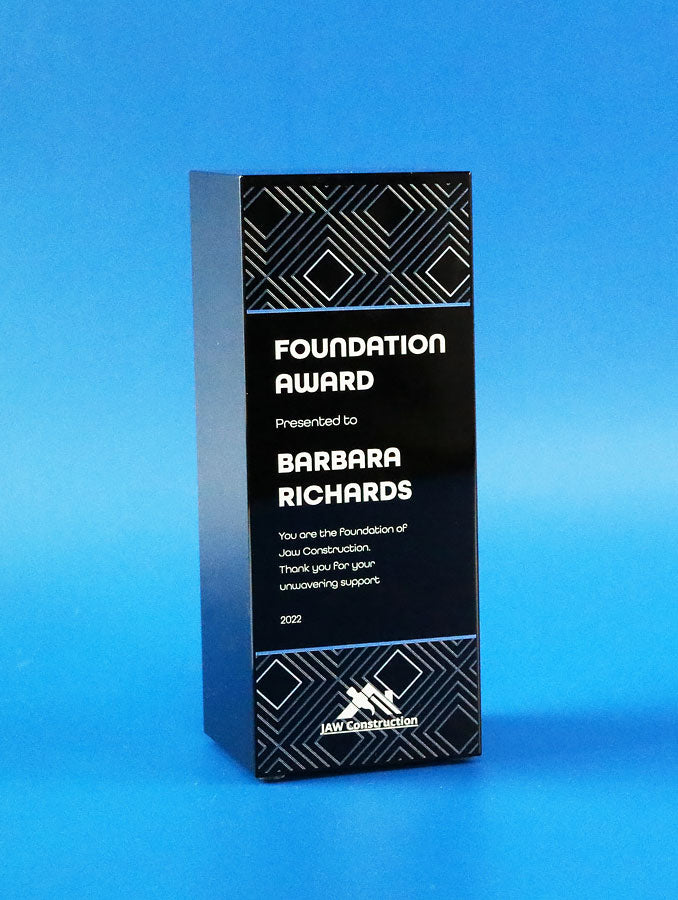 FOUNDATION
AWARD
Presented to
BARBARA
RICHARDS
You are the foundation of
Jaw Construction.
Thank you for your
unwavering support
2022
JAW Construction